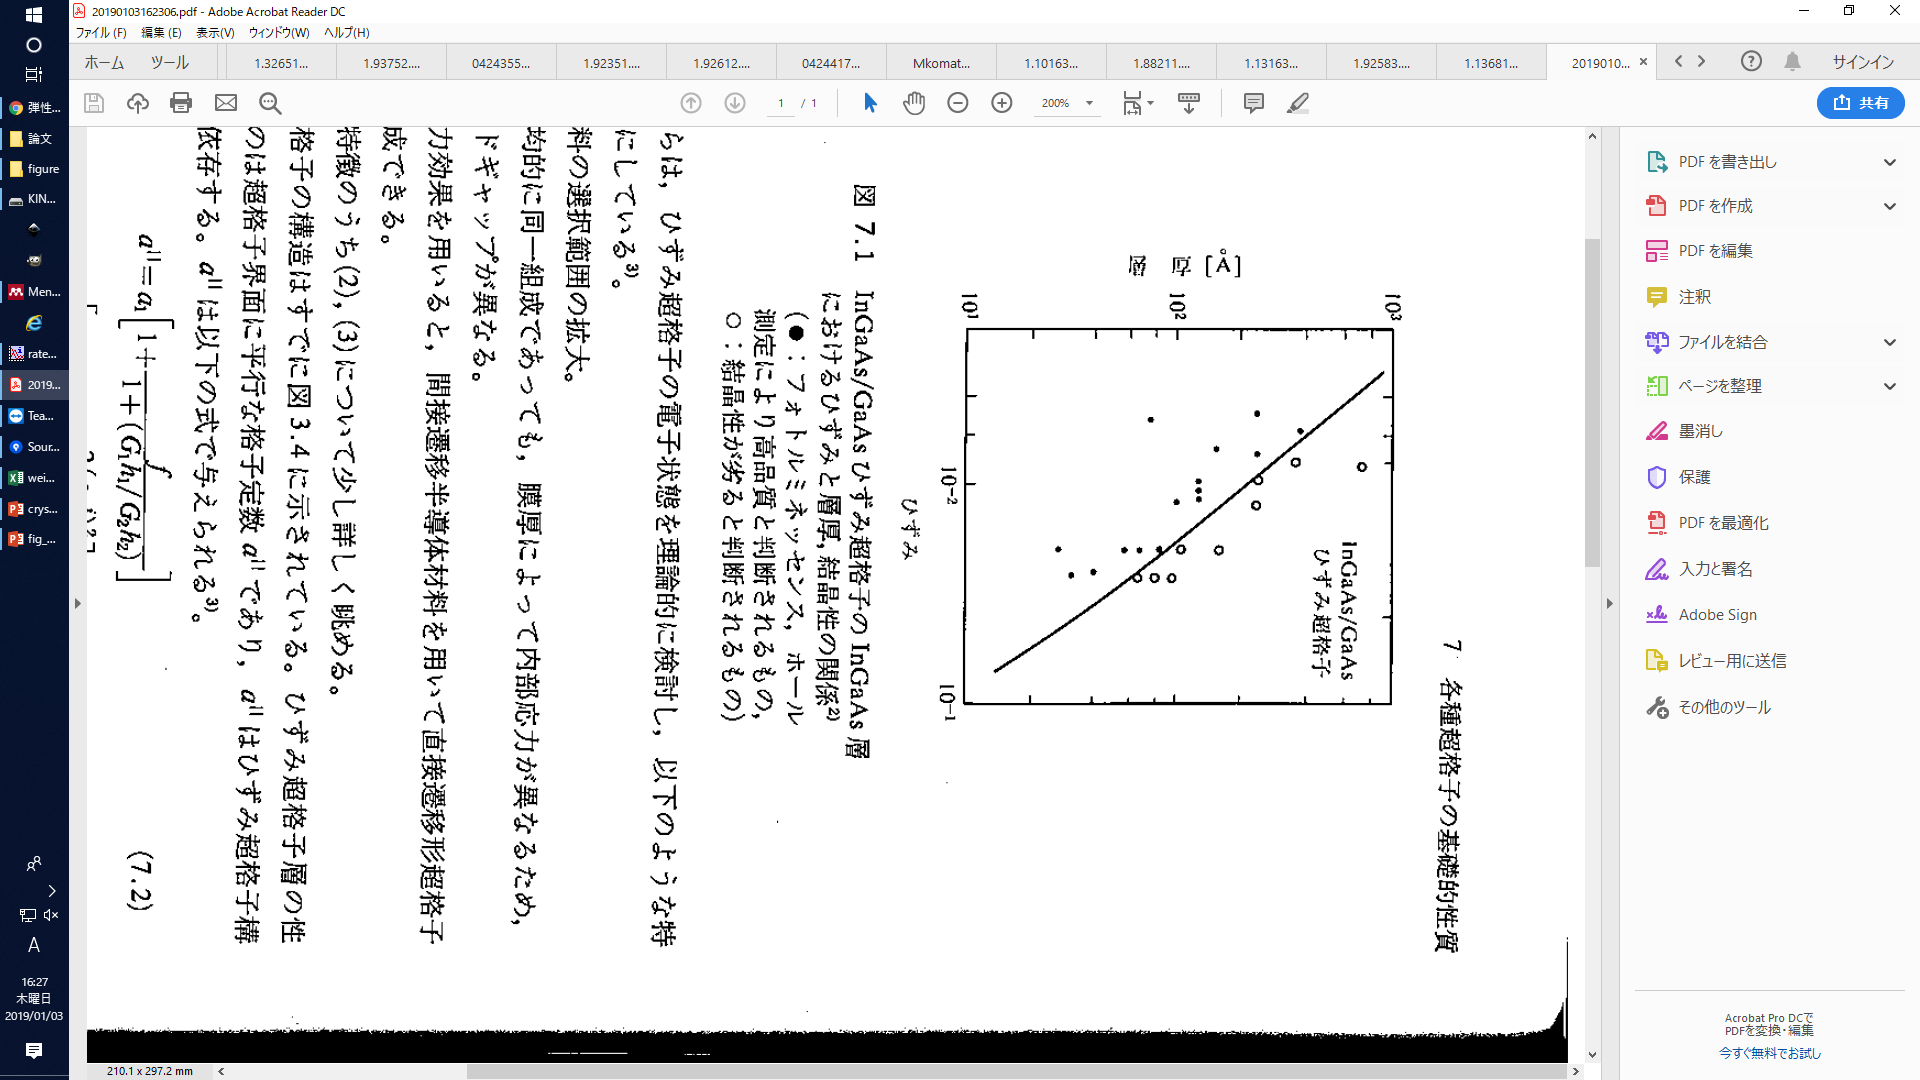 20190103162306.pdf - Adobe Acrobat Reader DC
ファイル (F) 編集 (E) 表示(V) ウィンドウ(W) ヘルプ(H)
ホーム ツール 1.32651.... 1.93752.... 0424355... 1.92351.... 1.92612.... 0424417... Mkomat... 1.10163.... 1.88211.... 1.13163.... 1.92583.... 1.13681... 2019010... サインイン
1 / 1 200% 共有
弾性...
論文
figure
KIN...
Men...
rate...
2019...
Tea...
Sour...
wei...
crys...
fig_...
A
16:27
木曜日
2019/01/03
7 各種超格子の基礎的性質
InGaAs/GaAs
ひずみ超格子
層 厚 [Å]
10³
10²
10¹
10⁻²
10⁻¹
ひずみ
図 7.1 InGaAs/GaAs ひずみ超格子の InGaAs 層
におけるひずみと層厚, 結晶性の関係²⁾
(●：フォトルミネッセンス, ホール
測定により高品質と判断されるもの,
○：結晶性が劣ると判断されるもの)
らは, ひずみ超格子の電子状態を理論的に検討し, 以下のような特
にしている³⁾。
料の選択範囲の拡大。
均的に同一組成であっても, 膜厚によって内部応力が異なるため,
ドギャップが異なる。
力効果を用いると, 間接遷移半導体材料を用いて直接遷移形超格子
成できる。
特徴のうち(2), (3)について少し詳しく眺める。
格子の構造はすでに図 3.4 に示されている。ひずみ超格子層の性
のは超格子界面に平行な格子定数 a∥ であり, a∥ はひずみ超格子構
依存する。a∥ は以下の式で与えられる³⁾。
a∥=a₁[1+ f / 1+(G₁h₁/G₂h₂)] (7.2)
PDF を書き出し
PDF を作成
PDF を編集
注釈
ファイルを結合
ページを整理
墨消し
保護
PDF を最適化
入力と署名
Adobe Sign
レビュー用に送信
その他のツール
Acrobat Pro DCで
PDFを変換・編集
今すぐ無料でお試し
210.1 x 297.2 mm